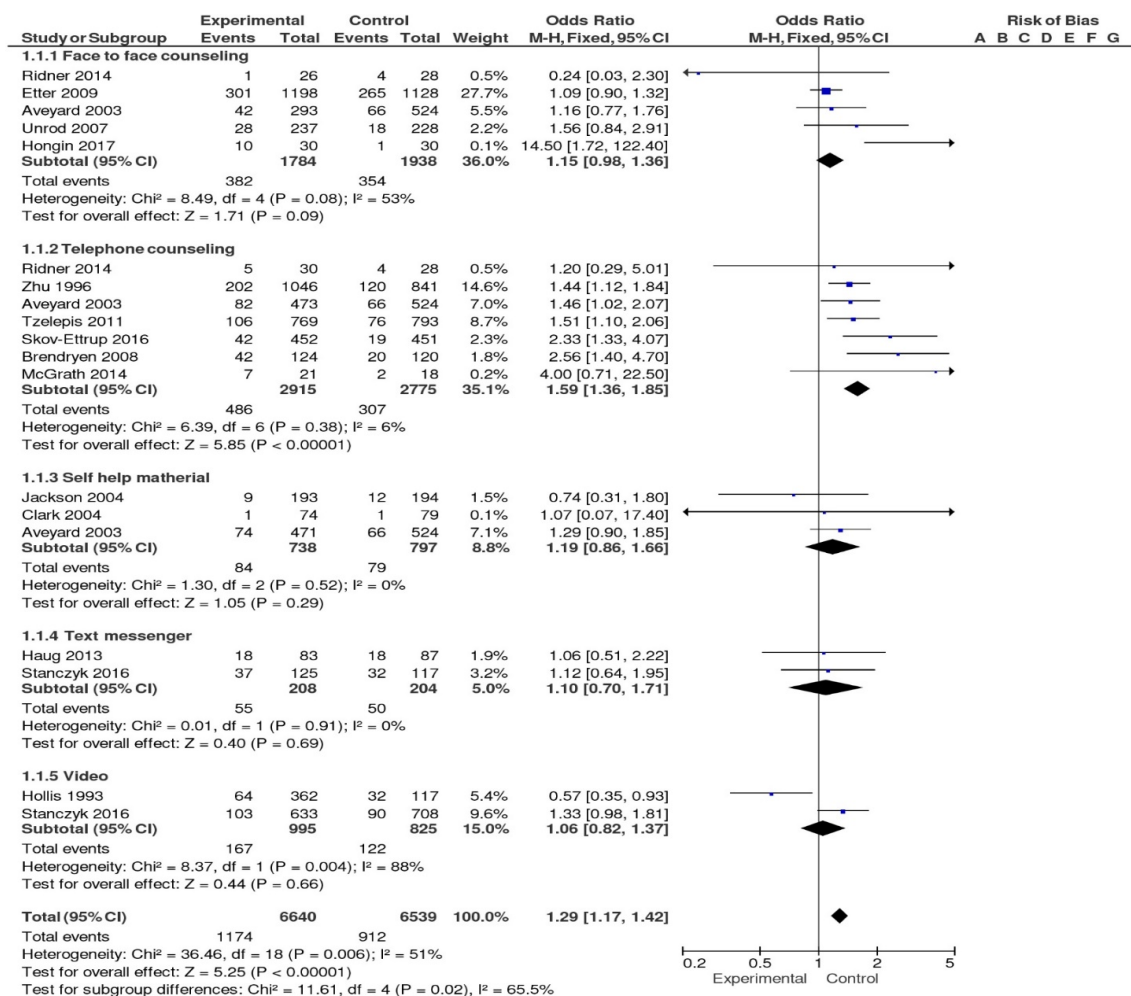 Experimental Control Odds Ratio Odds Ratio Risk of Bias
Study or Subgroup Events Total Events Total Weight M-H, Fixed, 95% CI M-H, Fixed, 95% CI A B C D E F G
1.1.1 Face to face counseling
Ridner 2014 1 26 4 28 0.5% 0.24 [0.03, 2.30]
Etter 2009 301 1198 265 1128 27.7% 1.09 [0.90, 1.32]
Aveyard 2003 42 293 66 524 5.5% 1.16 [0.77, 1.76]
Unrod 2007 28 237 18 228 2.2% 1.56 [0.84, 2.91]
Hongin 2017 10 30 1 30 0.1% 14.50 [1.72, 122.40]
Subtotal (95% CI) 1784 1938 36.0% 1.15 [0.98, 1.36]
Total events 382 354
Heterogeneity: Chi² = 8.49, df = 4 (P = 0.08); I² = 53%
Test for overall effect: Z = 1.71 (P = 0.09)
1.1.2 Telephone counseling
Ridner 2014 5 30 4 28 0.5% 1.20 [0.29, 5.01]
Zhu 1996 202 1046 120 841 14.6% 1.44 [1.12, 1.84]
Aveyard 2003 82 473 66 524 7.0% 1.46 [1.02, 2.07]
Tzelepis 2011 106 769 76 793 8.7% 1.51 [1.10, 2.06]
Skov-Ettrup 2016 42 452 19 451 2.3% 2.33 [1.33, 4.07]
Brendryen 2008 42 124 20 120 1.8% 2.56 [1.40, 4.70]
McGrath 2014 7 21 2 18 0.2% 4.00 [0.71, 22.50]
Subtotal (95% CI) 2915 2775 35.1% 1.59 [1.36, 1.85]
Total events 486 307
Heterogeneity: Chi² = 6.39, df = 6 (P = 0.38); I² = 6%
Test for overall effect: Z = 5.85 (P < 0.00001)
1.1.3 Self help matherial
Jackson 2004 9 193 12 194 1.5% 0.74 [0.31, 1.80]
Clark 2004 1 74 1 79 0.1% 1.07 [0.07, 17.40]
Aveyard 2003 74 471 66 524 7.1% 1.29 [0.90, 1.85]
Subtotal (95% CI) 738 797 8.8% 1.19 [0.86, 1.66]
Total events 84 79
Heterogeneity: Chi² = 1.30, df = 2 (P = 0.52); I² = 0%
Test for overall effect: Z = 1.05 (P = 0.29)
1.1.4 Text messenger
Haug 2013 18 83 18 87 1.9% 1.06 [0.51, 2.22]
Stanczyk 2016 37 125 32 117 3.2% 1.12 [0.64, 1.95]
Subtotal (95% CI) 208 204 5.0% 1.10 [0.70, 1.71]
Total events 55 50
Heterogeneity: Chi² = 0.01, df = 1 (P = 0.91); I² = 0%
Test for overall effect: Z = 0.40 (P = 0.69)
1.1.5 Video
Hollis 1993 64 362 32 117 5.4% 0.57 [0.35, 0.93]
Stanczyk 2016 103 633 90 708 9.6% 1.33 [0.98, 1.81]
Subtotal (95% CI) 995 825 15.0% 1.06 [0.82, 1.37]
Total events 167 122
Heterogeneity: Chi² = 8.37, df = 1 (P = 0.004); I² = 88%
Test for overall effect: Z = 0.44 (P = 0.66)
Total (95% CI) 6640 6539 100.0% 1.29 [1.17, 1.42]
Total events 1174 912
Heterogeneity: Chi² = 36.46, df = 18 (P = 0.006); I² = 51%
Test for overall effect: Z = 5.25 (P < 0.00001)
Test for subgroup differences: Chi² = 11.61, df = 4 (P = 0.02), I² = 65.5%
0.2 0.5 1 2 5
Experimental Control